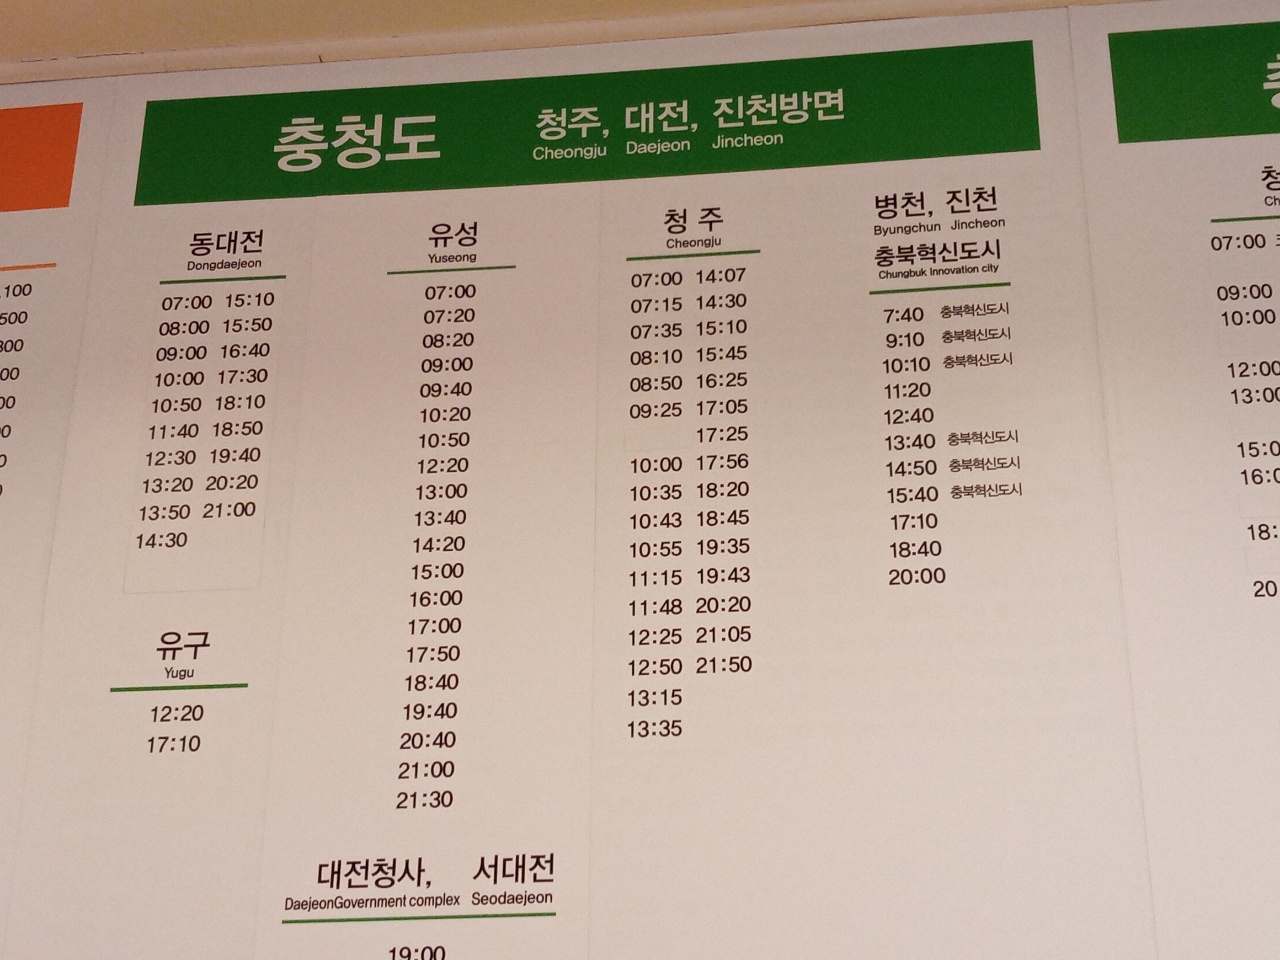 충청도 청주, 대전, 진천방면
Cheongju Daejeon Jincheon
동대전
Dongdaejeon
07:00 15:10
08:00 15:50
09:00 16:40
10:00 17:30
10:50 18:10
11:40 18:50
12:30 19:40
13:20 20:20
13:50 21:00
14:30
유구
Yugu
12:20
17:10
유성
Yuseong
07:00
07:20
08:20
09:00
09:40
10:20
10:50
12:20
13:00
13:40
14:20
15:00
16:00
17:00
17:50
18:40
19:40
20:40
21:00
21:30
대전청사, 서대전
DaejeonGovernment complex Seodaejeon
19:00
청 주
Cheongju
07:00 14:07
07:15 14:30
07:35 15:10
08:10 15:45
08:50 16:25
09:25 17:05
17:25
10:00 17:56
10:35 18:20
10:43 18:45
10:55 19:35
11:15 19:43
11:48 20:20
12:25 21:05
12:50 21:50
13:15
13:35
병천, 진천
Byungchun Jincheon
충북혁신도시
Chungbuk Innovation city
7:40 충북혁신도시
9:10 충북혁신도시
10:10 충북혁신도시
11:20
12:40
13:40 충북혁신도시
14:50 충북혁신도시
15:40 충북혁신도시
17:10
18:40
20:00
07:00
09:00
10:00
12:00
13:00